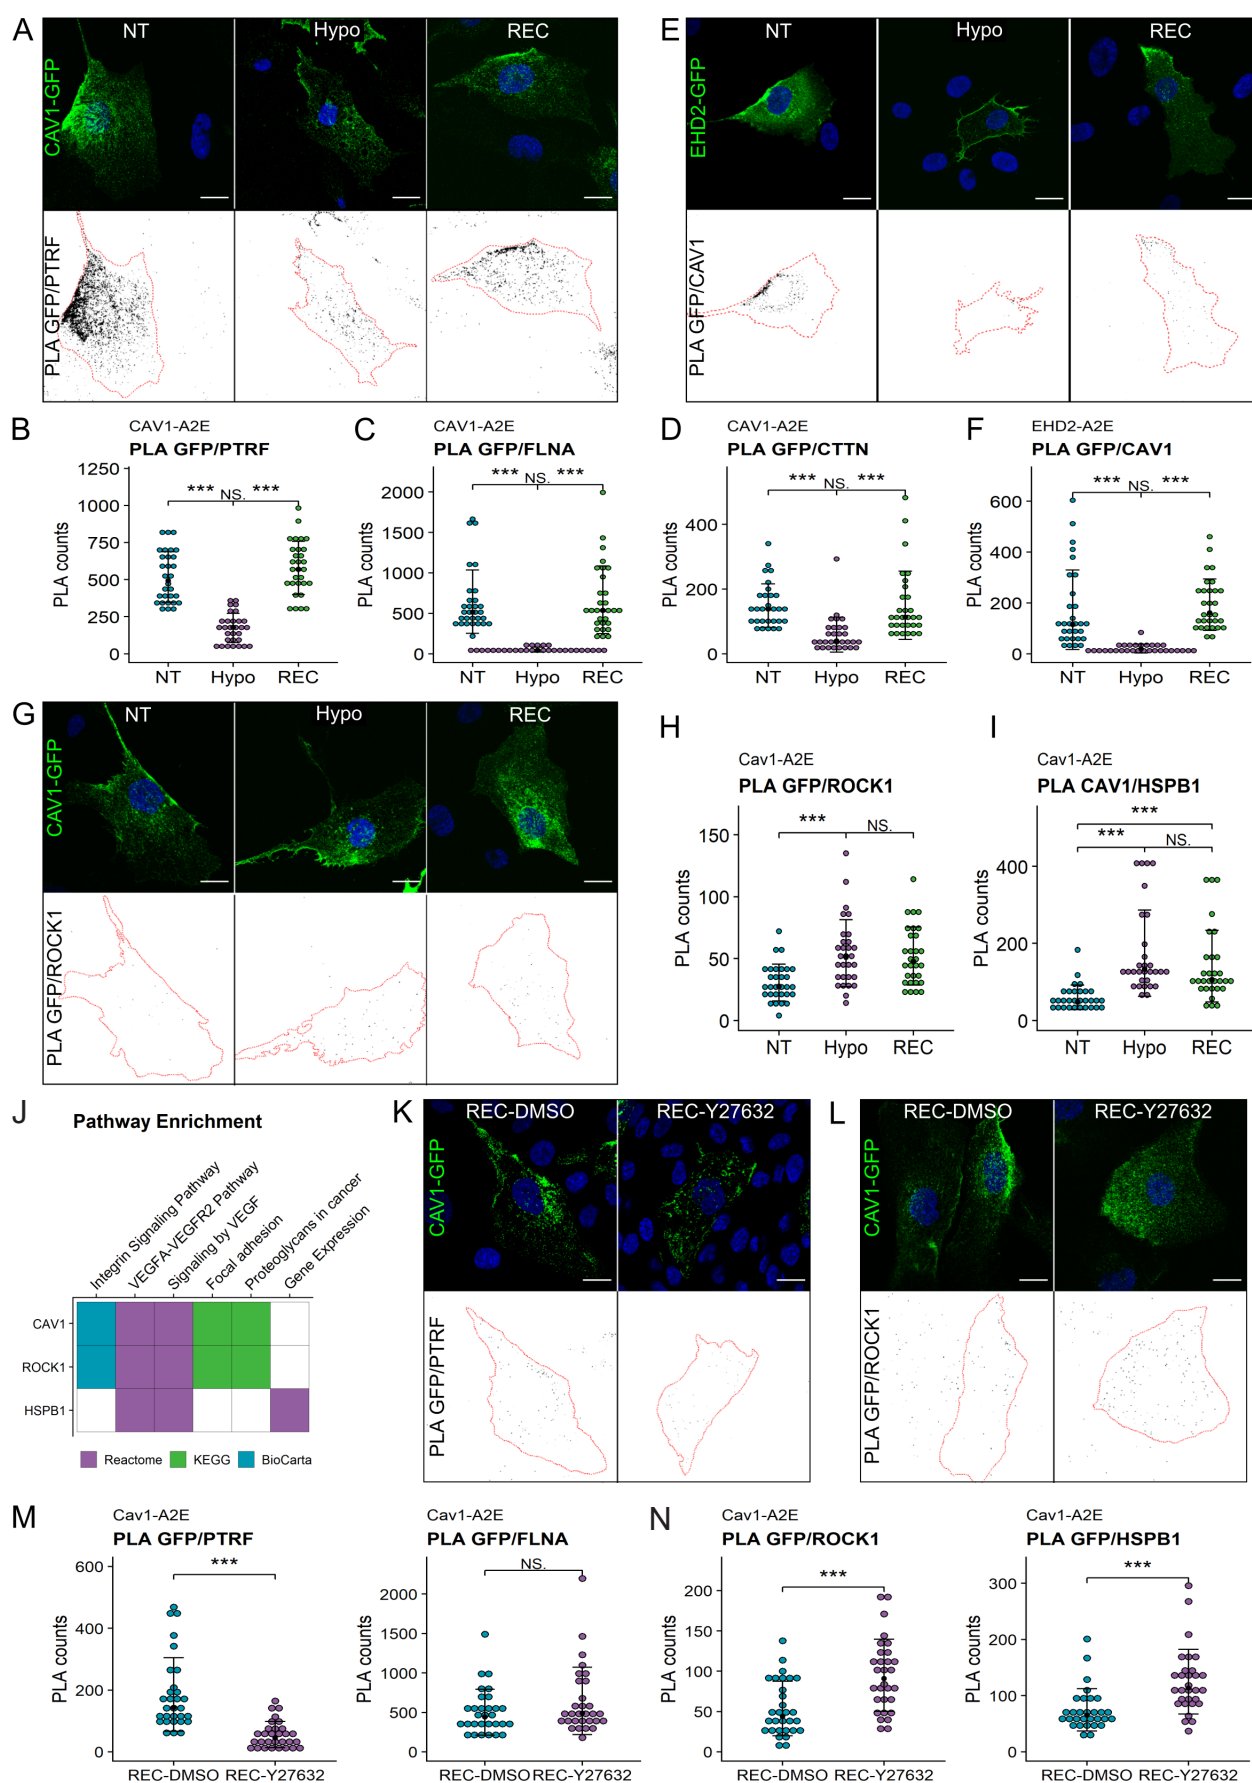 A
NT
Hypo
REC
CAV1-GFP
PLA GFP/PTRF
E
NT
Hypo
REC
EHD2-GFP
PLA GFP/CAV1
B
CAV1-A2E
PLA GFP/PTRF
PLA counts
1250
1000
750
500
250
0
*** NS. ***
NT Hypo REC
C
CAV1-A2E
PLA GFP/FLNA
PLA counts
2000
1500
1000
500
0
*** NS. ***
NT Hypo REC
D
CAV1-A2E
PLA GFP/CTTN
PLA counts
400
200
0
*** NS. ***
NT Hypo REC
F
EHD2-A2E
PLA GFP/CAV1
PLA counts
600
400
200
0
*** NS. ***
NT Hypo REC
G
NT
Hypo
REC
CAV1-GFP
PLA GFP/ROCK1
H
Cav1-A2E
PLA GFP/ROCK1
PLA counts
150
100
50
0
*** NS.
NT Hypo REC
I
Cav1-A2E
PLA CAV1/HSPB1
PLA counts
400
200
0
***
*** NS.
NT Hypo REC
J
Pathway Enrichment
Integrin Signaling Pathway
VEGFA-VEGFR2 Pathway
Signaling by VEGF
Focal adhesion
Proteoglycans in cancer
Gene Expression
CAV1
ROCK1
HSPB1
Reactome KEGG BioCarta
K
REC-DMSO
REC-Y27632
CAV1-GFP
PLA GFP/PTRF
L
REC-DMSO
REC-Y27632
CAV1-GFP
PLA GFP/ROCK1
M
Cav1-A2E
PLA GFP/PTRF
PLA counts
600
400
200
0
***
REC-DMSO REC-Y27632
Cav1-A2E
PLA GFP/FLNA
PLA counts
2000
1500
1000
500
0
NS.
REC-DMSO REC-Y27632
N
Cav1-A2E
PLA GFP/ROCK1
PLA counts
200
150
100
50
0
***
REC-DMSO REC-Y27632
Cav1-A2E
PLA GFP/HSPB1
PLA counts
300
200
100
0
***
REC-DMSO REC-Y27632